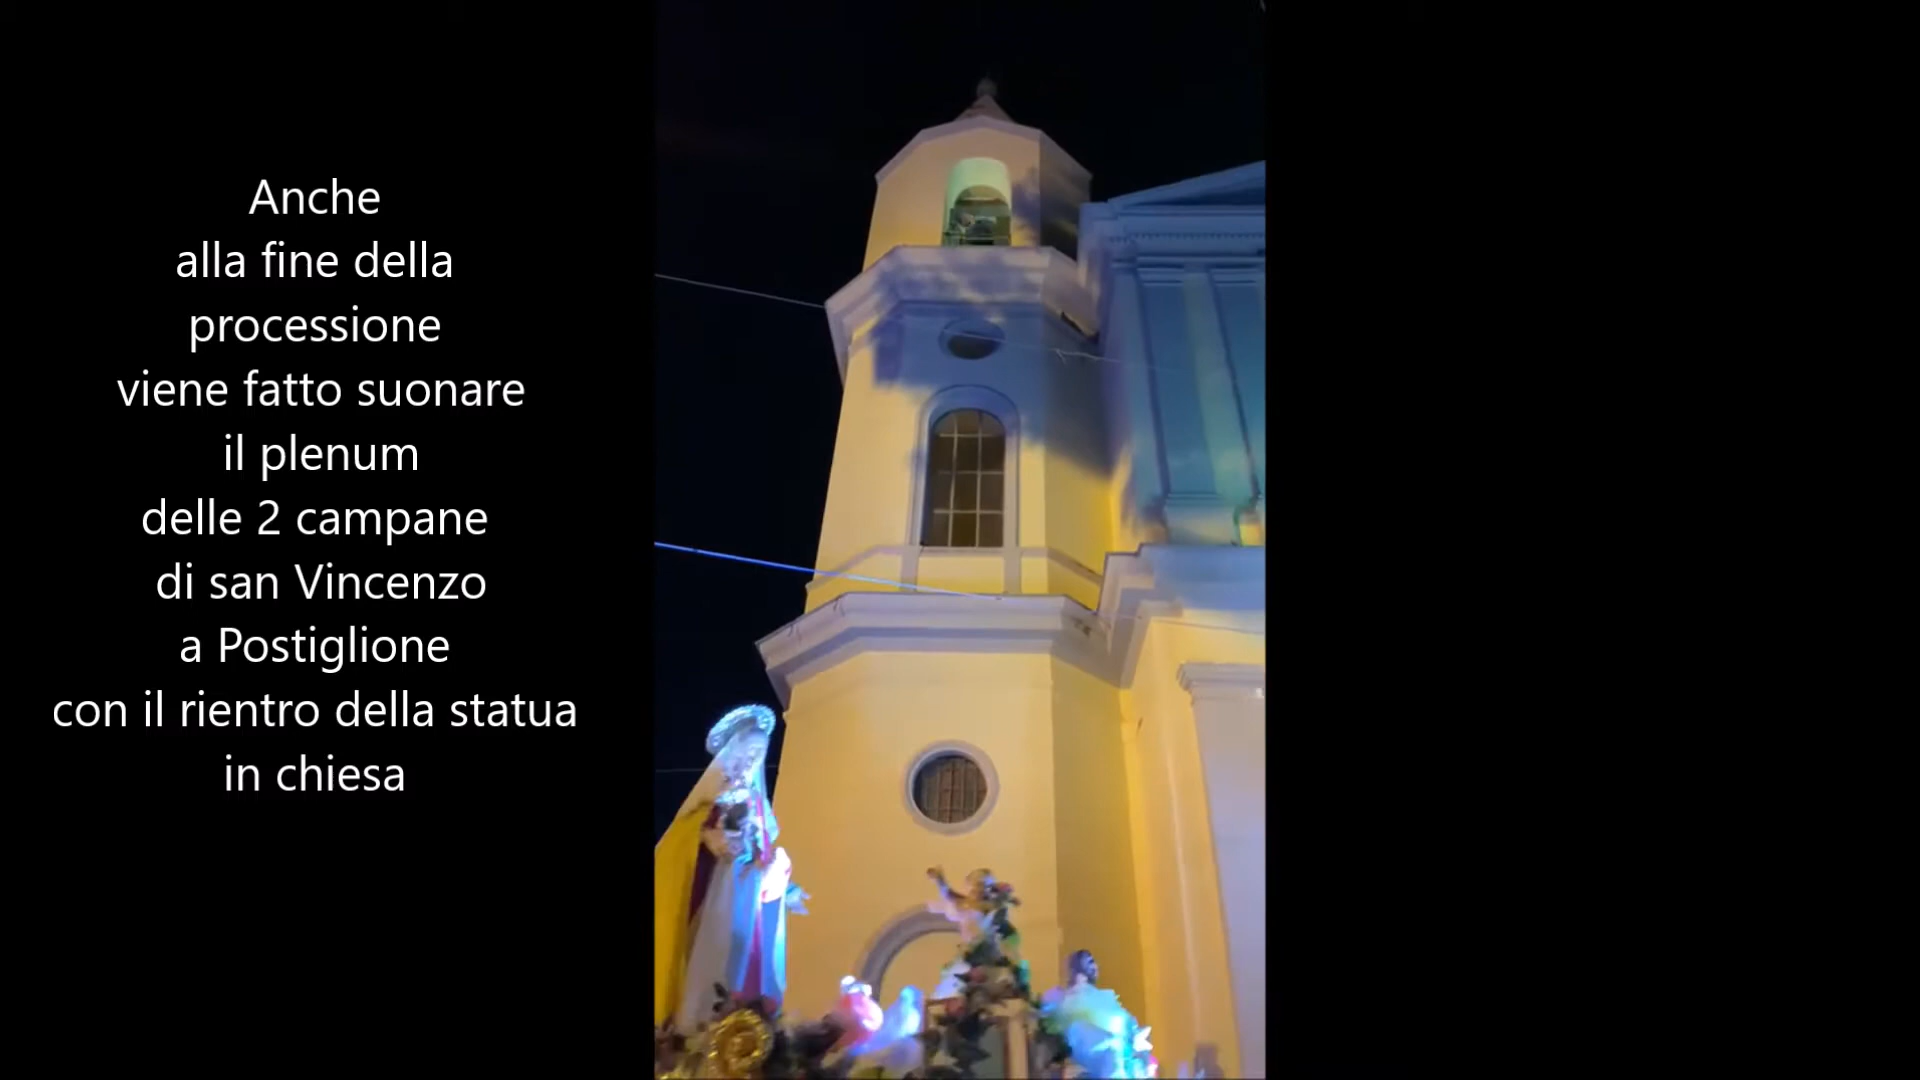 Anche
alla fine della
processione
viene fatto suonare
il plenum
delle 2 campane
di san Vincenzo
a Postiglione
con il rientro della statua
in chiesa